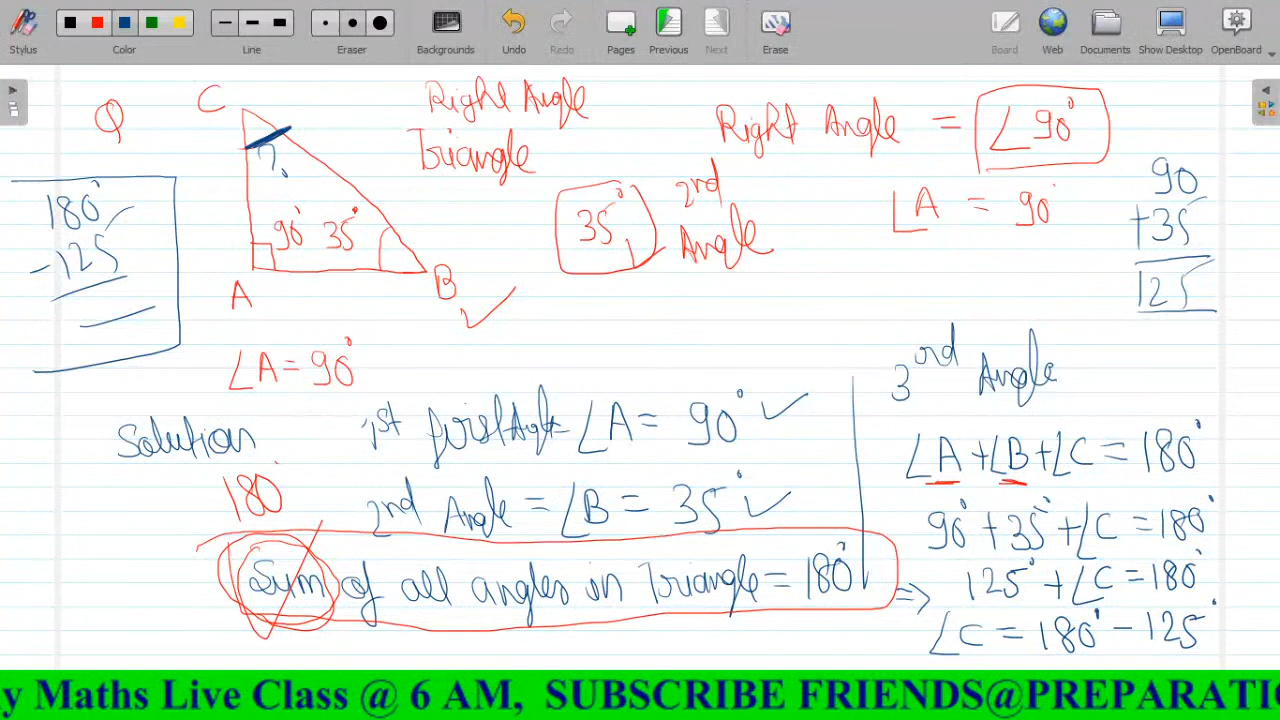 Stylus
Color
Line
Eraser
Backgrounds
Undo
Redo
Pages
Previous
Next
Erase
Board
Web
Documents
Show Desktop
OpenBoard
Q
C
Right Angle
Triangle
?
90° 35°
A
B
∠A = 90°
35°
2nd
Angle
Right Angle = ∠90°
∠A = 90°
90
+35
125
180°
-125
Solution
1st first Angle = ∠A = 90° ✓
180
2nd Angle = ∠B = 35° ✓
Sum of all angles in Triangle = 180°
3rd Angle
∠A + ∠B + ∠C = 180°
90° + 35° + ∠C = 180°
⇒ 125° + ∠C = 180°
∠C = 180° - 125°
y Maths Live Class @ 6 AM, SUBSCRIBE FRIENDS@PREPARATIO